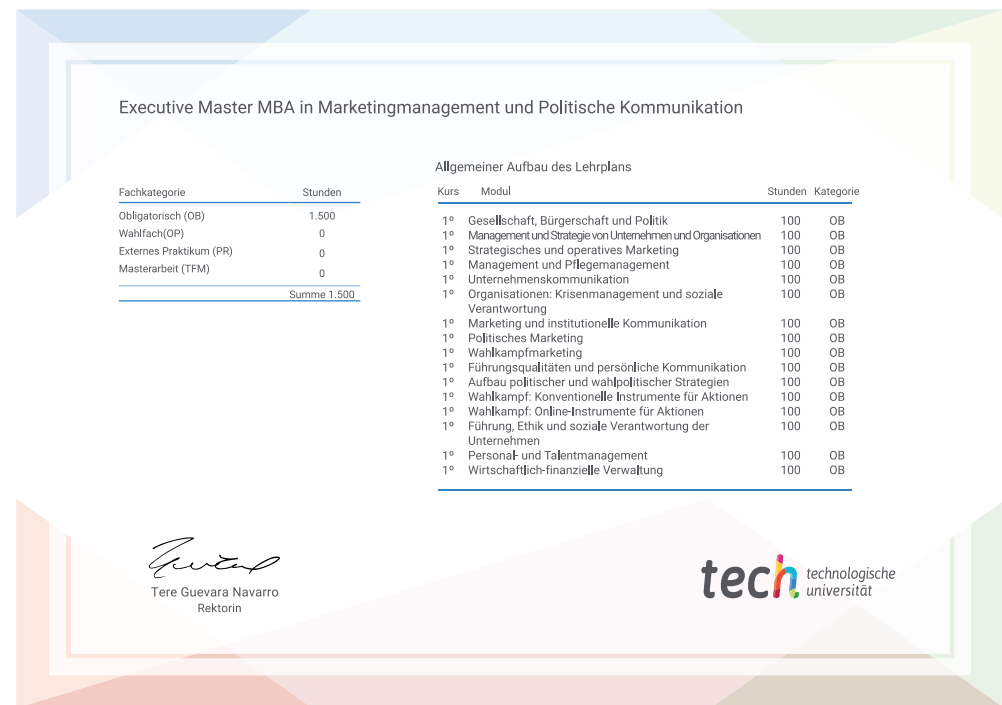 Executive Master MBA in Marketingmanagement und Politische Kommunikation
Fachkategorie Stunden
Obligatorisch (OB) 1.500
Wahlfach(OP) 0
Externes Praktikum (PR) 0
Masterarbeit (TFM) 0
Summe 1.500
Allgemeiner Aufbau des Lehrplans
Kurs Modul Stunden Kategorie
1º Gesellschaft, Bürgerschaft und Politik 100 OB
1º Management und Strategie von Unternehmen und Organisationen 100 OB
1º Strategisches und operatives Marketing 100 OB
1º Management und Pflegemanagement 100 OB
1º Unternehmenskommunikation 100 OB
1º Organisationen: Krisenmanagement und soziale 100 OB
Verantwortung
1º Marketing und institutionelle Kommunikation 100 OB
1º Politisches Marketing 100 OB
1º Wahlkampfmarketing 100 OB
1º Führungsqualitäten und persönliche Kommunikation 100 OB
1º Aufbau politischer und wahlpolitischer Strategien 100 OB
1º Wahlkampf: Konventionelle Instrumente für Aktionen 100 OB
1º Wahlkampf: Online-Instrumente für Aktionen 100 OB
1º Führung, Ethik und soziale Verantwortung der 100 OB
Unternehmen
1º Personal- und Talentmanagement 100 OB
1º Wirtschaftlich-finanzielle Verwaltung 100 OB
Tere Guevara Navarro
Rektorin
tech technologische
universität